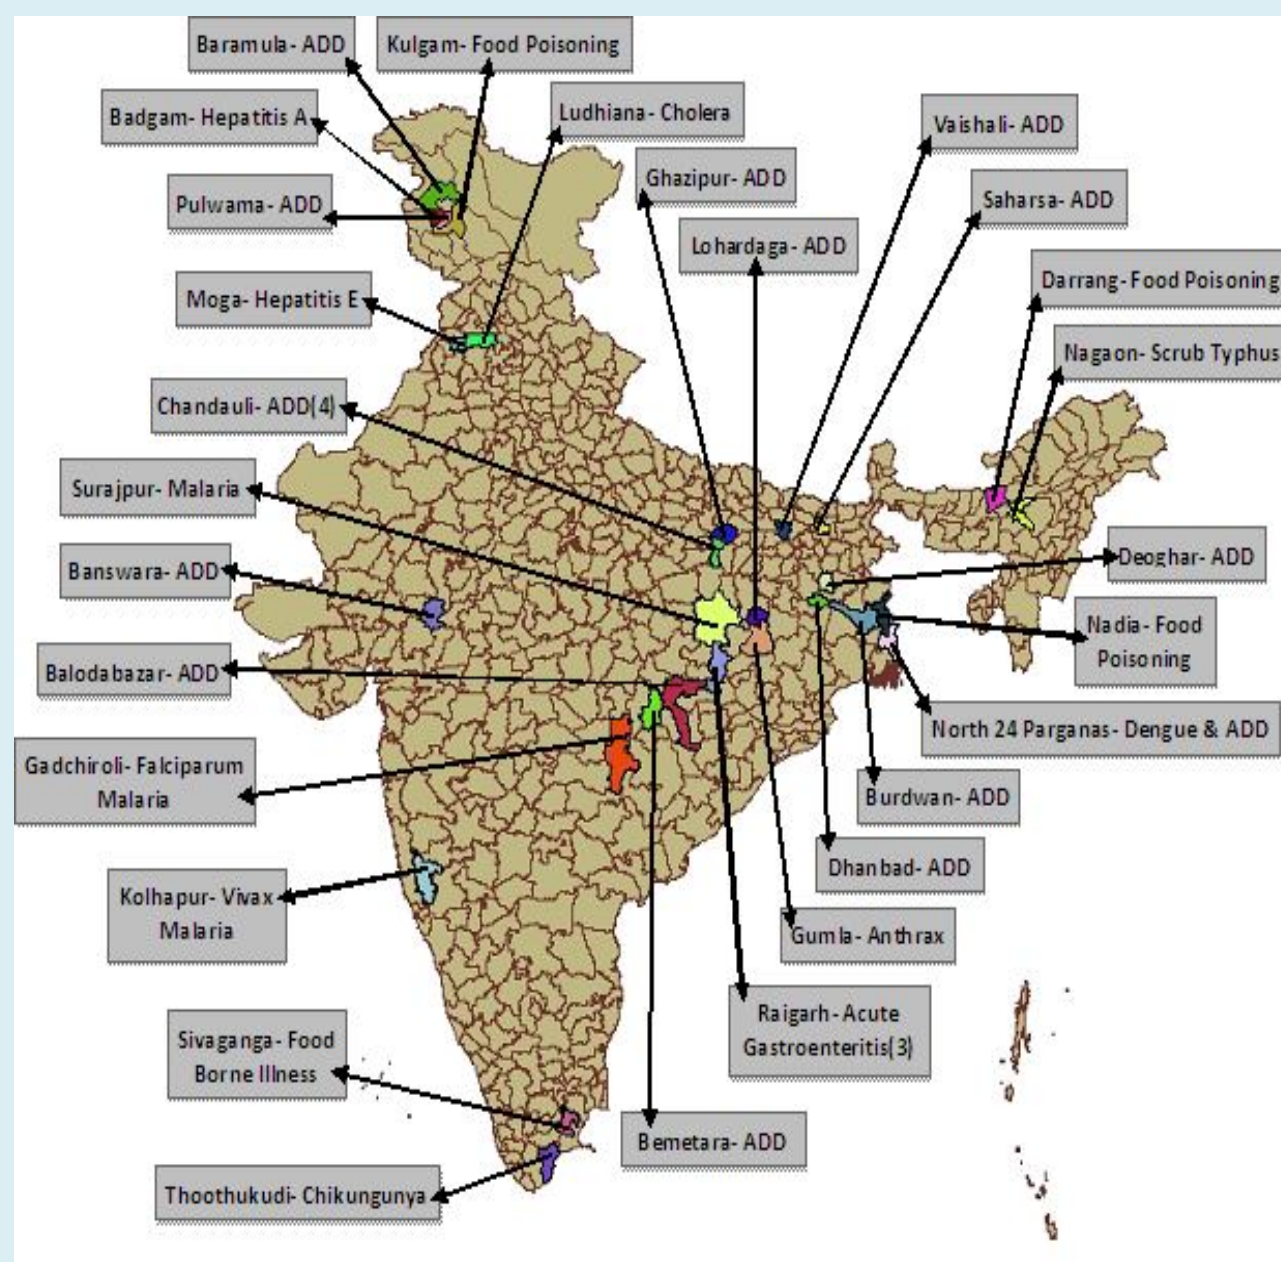 Baramula- ADD
Kulgam- Food Poisoning
Badgam- Hepatitis A
Ludhiana- Cholera
Vaishali- ADD
Ghazipur- ADD
Pulwama- ADD
Saharsa- ADD
Lohardaga- ADD
Moga- Hepatitis E
Darrang- Food Poisoning
Nagaon- Scrub Typhus
Chandauli- ADD(4)
Surajpur- Malaria
Banswara- ADD
Deoghar- ADD
Nadia- Food
Poisoning
Balodabazar- ADD
North 24 Parganas- Dengue & ADD
Gadchiroli- Falciparum
Malaria
Burdwan- ADD
Dhanbad- ADD
Kolhapur- Vivax
Malaria
Gumla- Anthrax
Raigarh- Acute
Gastroenteritis(3)
Sivaganga- Food
Borne Illness
Bemetara- ADD
Thoothukudi- Chikungunya